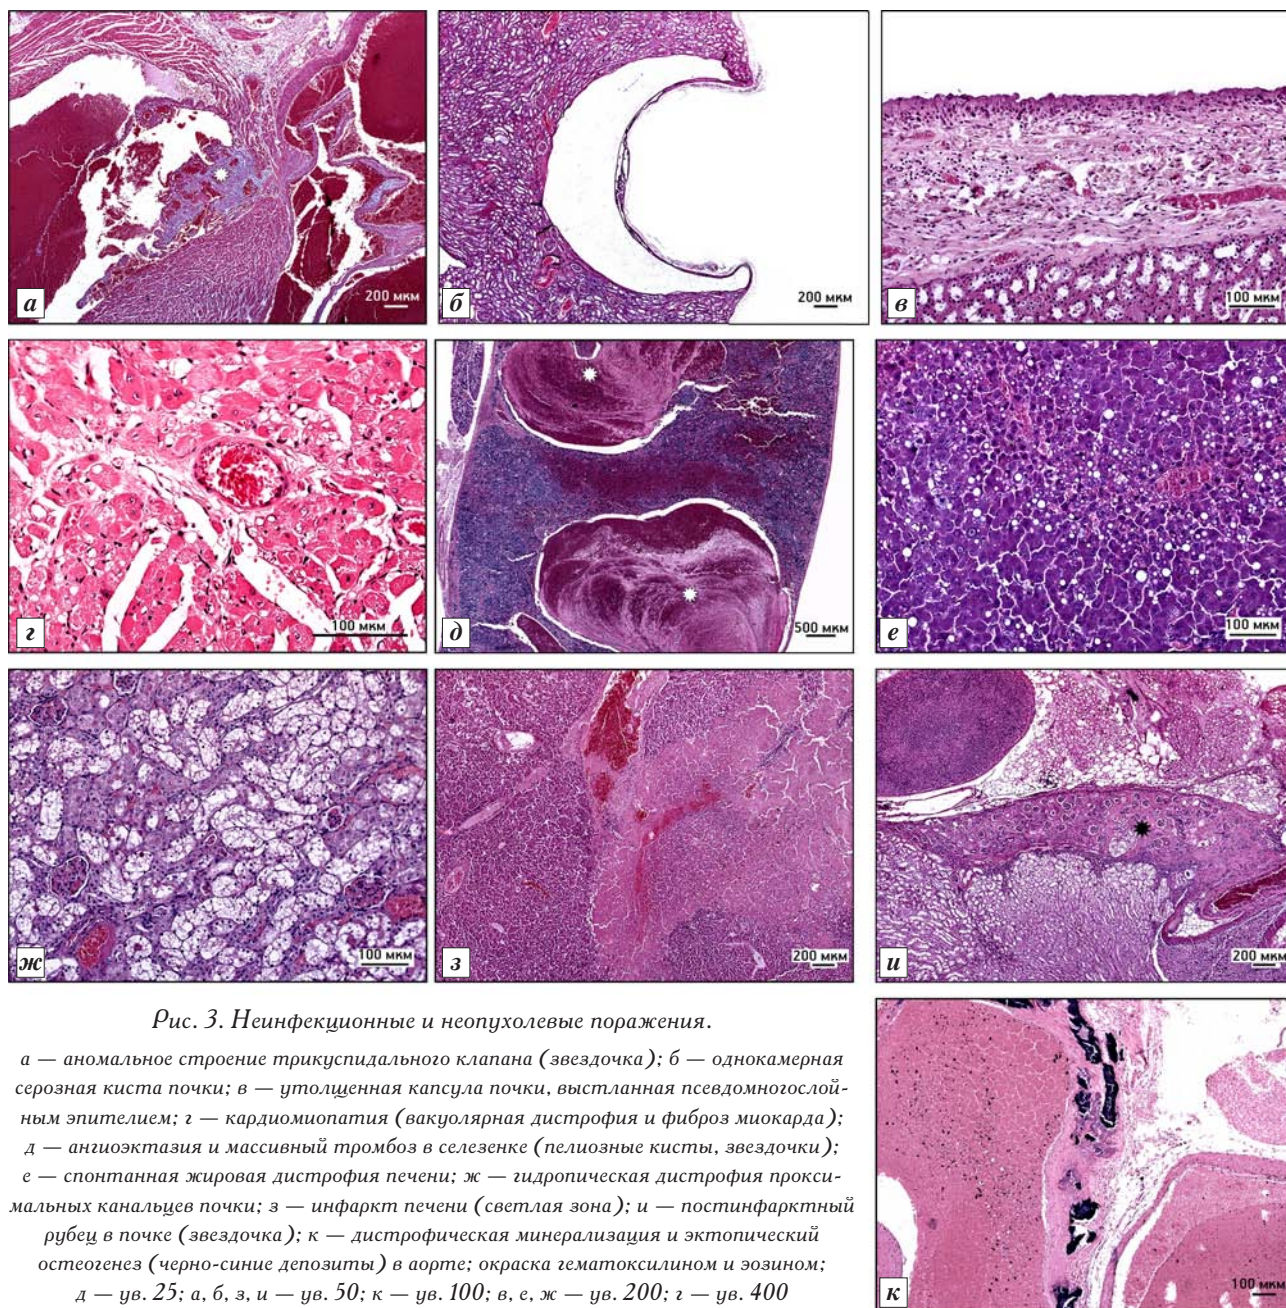 а
200 мкм
б
200 мкм
в
100 мкм
г
100 мкм
д
500 мкм
е
100 мкм
ж
100 мкм
з
200 мкм
и
200 мкм
Рис. 3. Неинфекционные и неопухолевые поражения.
а — аномальное строение трикуспидального клапана (звездочка); б — однокамерная
серозная киста почки; в — утолщенная капсула почки, выстланная псевдомногослой-
ным эпителием; г — кардиомиопатия (вакуолярная дистрофия и фиброз миокарда);
д — ангиоэктазия и массивный тромбоз в селезенке (пелиозные кисты, звездочки);
е — спонтанная жировая дистрофия печени; ж — гидропическая дистрофия прокси-
мальных канальцев почки; з — инфаркт печени (светлая зона); и — постинфарктный
рубец в почке (звездочка); к — дистрофическая минерализация и эктопический
остеогенез (черно-синие депозиты) в аорте; окраска гематоксилином и эозином;
д — ув. 25; а, б, з, и — ув. 50; к — ув. 100; в, е, ж — ув. 200; г — ув. 400
к
100 мкм